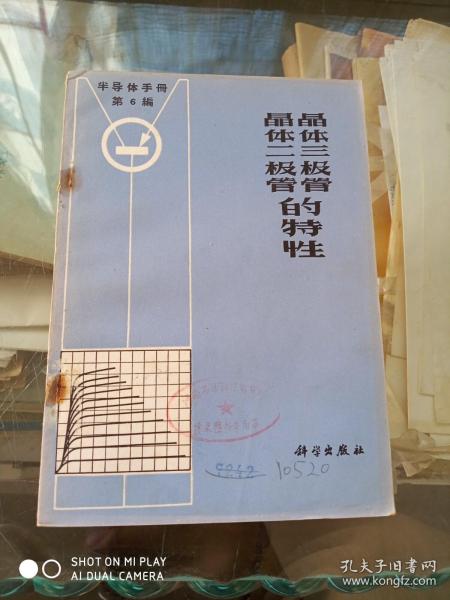 半导体手册
第6編
晶体三极管
晶体二极管
的特性
科学出版社
10520
SHOT ON MI PLAY
AI DUAL CAMERA
孔夫子旧书网
www.kongfz.com